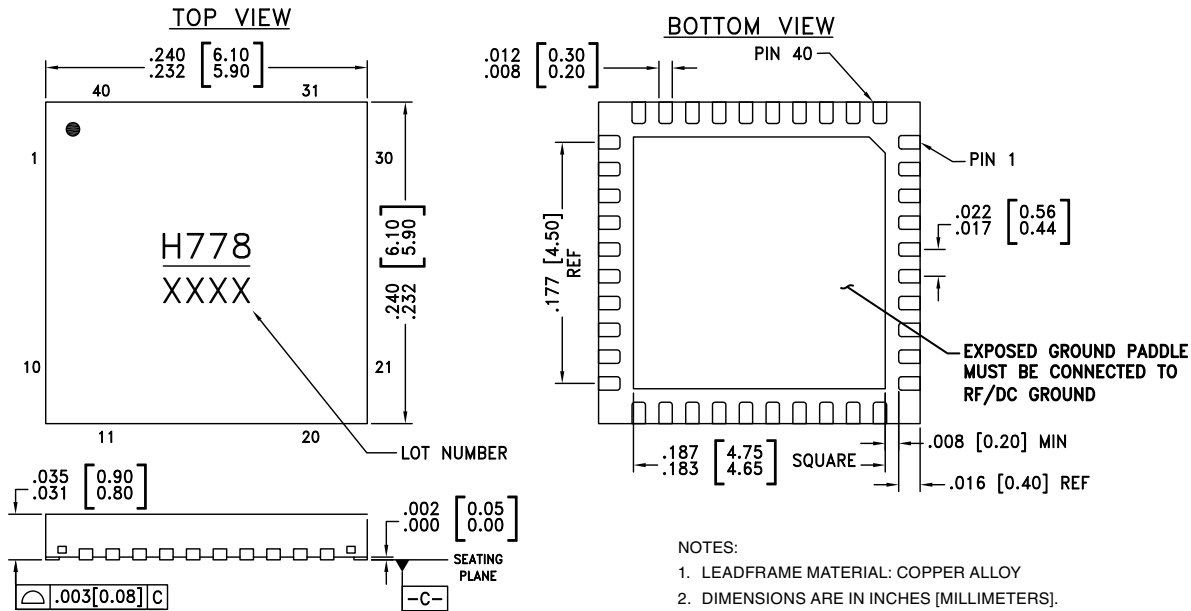 TOP VIEW
.240 [6.10]
.232 [5.90]
40 31
1
30
H778
XXXX
.240 [6.10]
.232 [5.90]
10
21
11 20
LOT NUMBER
.035 [0.90]
.031 [0.80]
.002 [0.05]
.000 [0.00]
SEATING
PLANE
.003[0.08] C
-C-
BOTTOM VIEW
.012 [0.30]
.008 [0.20]
PIN 40
PIN 1
.022 [0.56]
.017 [0.44]
.177 [4.50]
REF
EXPOSED GROUND PADDLE
MUST BE CONNECTED TO
RF/DC GROUND
.187 [4.75]
.183 [4.65]
SQUARE
.008 [0.20] MIN
.016 [0.40] REF
NOTES:
1. LEADFRAME MATERIAL: COPPER ALLOY
2. DIMENSIONS ARE IN INCHES [MILLIMETERS].